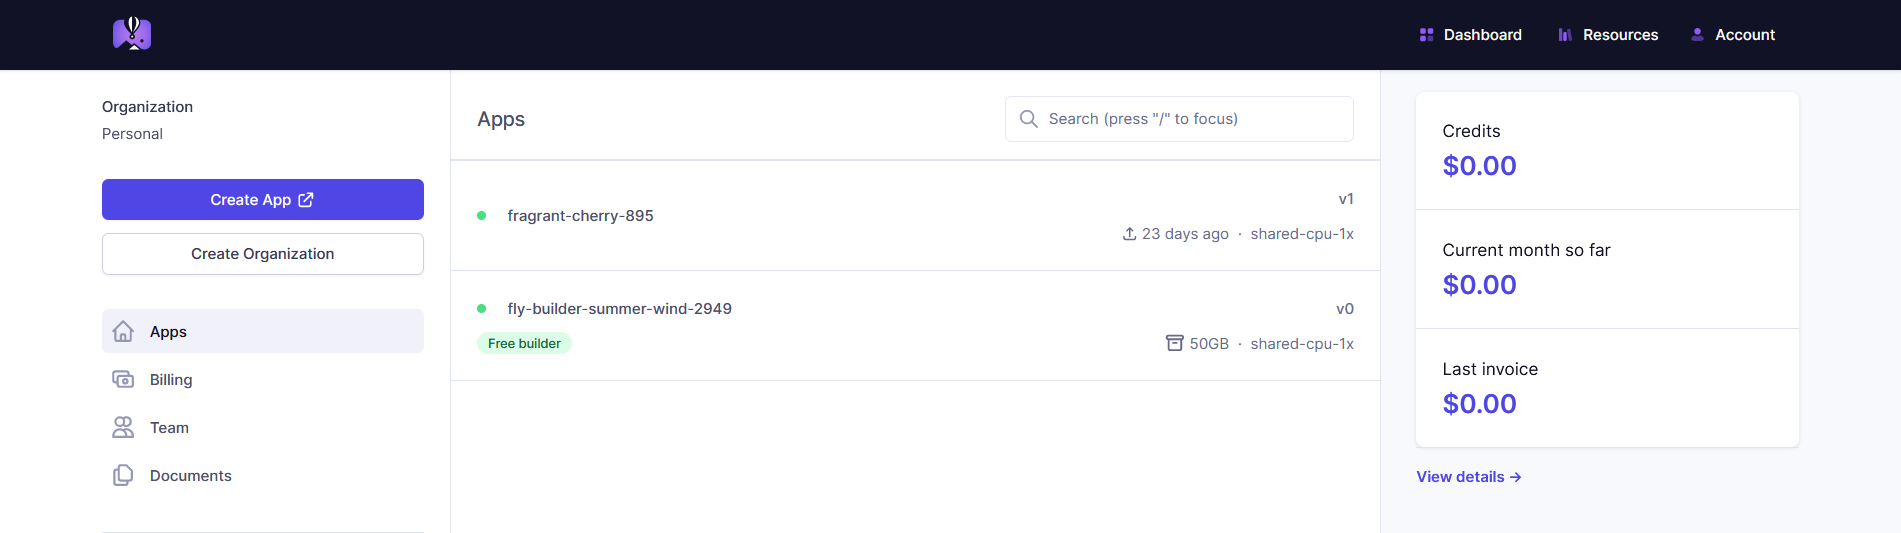 Dashboard
Resources
Account
Organization
Personal
Create App
Create Organization
Apps
Billing
Team
Documents
Apps
Search (press "/" to focus)
fragrant-cherry-895
v1
23 days ago · shared-cpu-1x
fly-builder-summer-wind-2949
v0
Free builder
50GB · shared-cpu-1x
Credits
$0.00
Current month so far
$0.00
Last invoice
$0.00
View details →